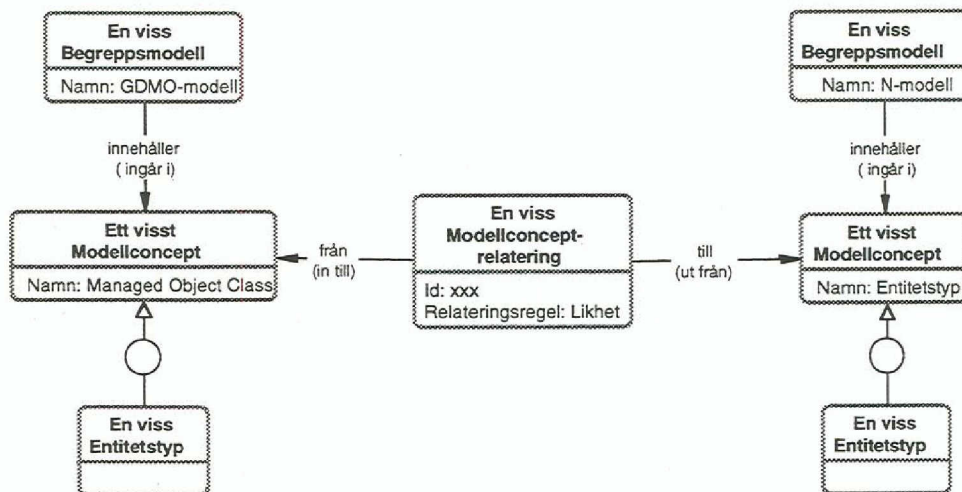 En viss
Begreppsmodell
Namn: GDMO-modell
innehåller
( ingår i)
Ett visst
Modellconcept
Namn: Managed Object Class
En viss
Entitetstyp
från
(in till)
En viss
Modellconcept-
relatering
Id: xxx
Relateringsregel: Likhet
till
(ut från)
En viss
Begreppsmodell
Namn: N-modell
innehåller
( ingår i)
Ett visst
Modellconcept
Namn: Entitetstyp
En viss
Entitetstyp